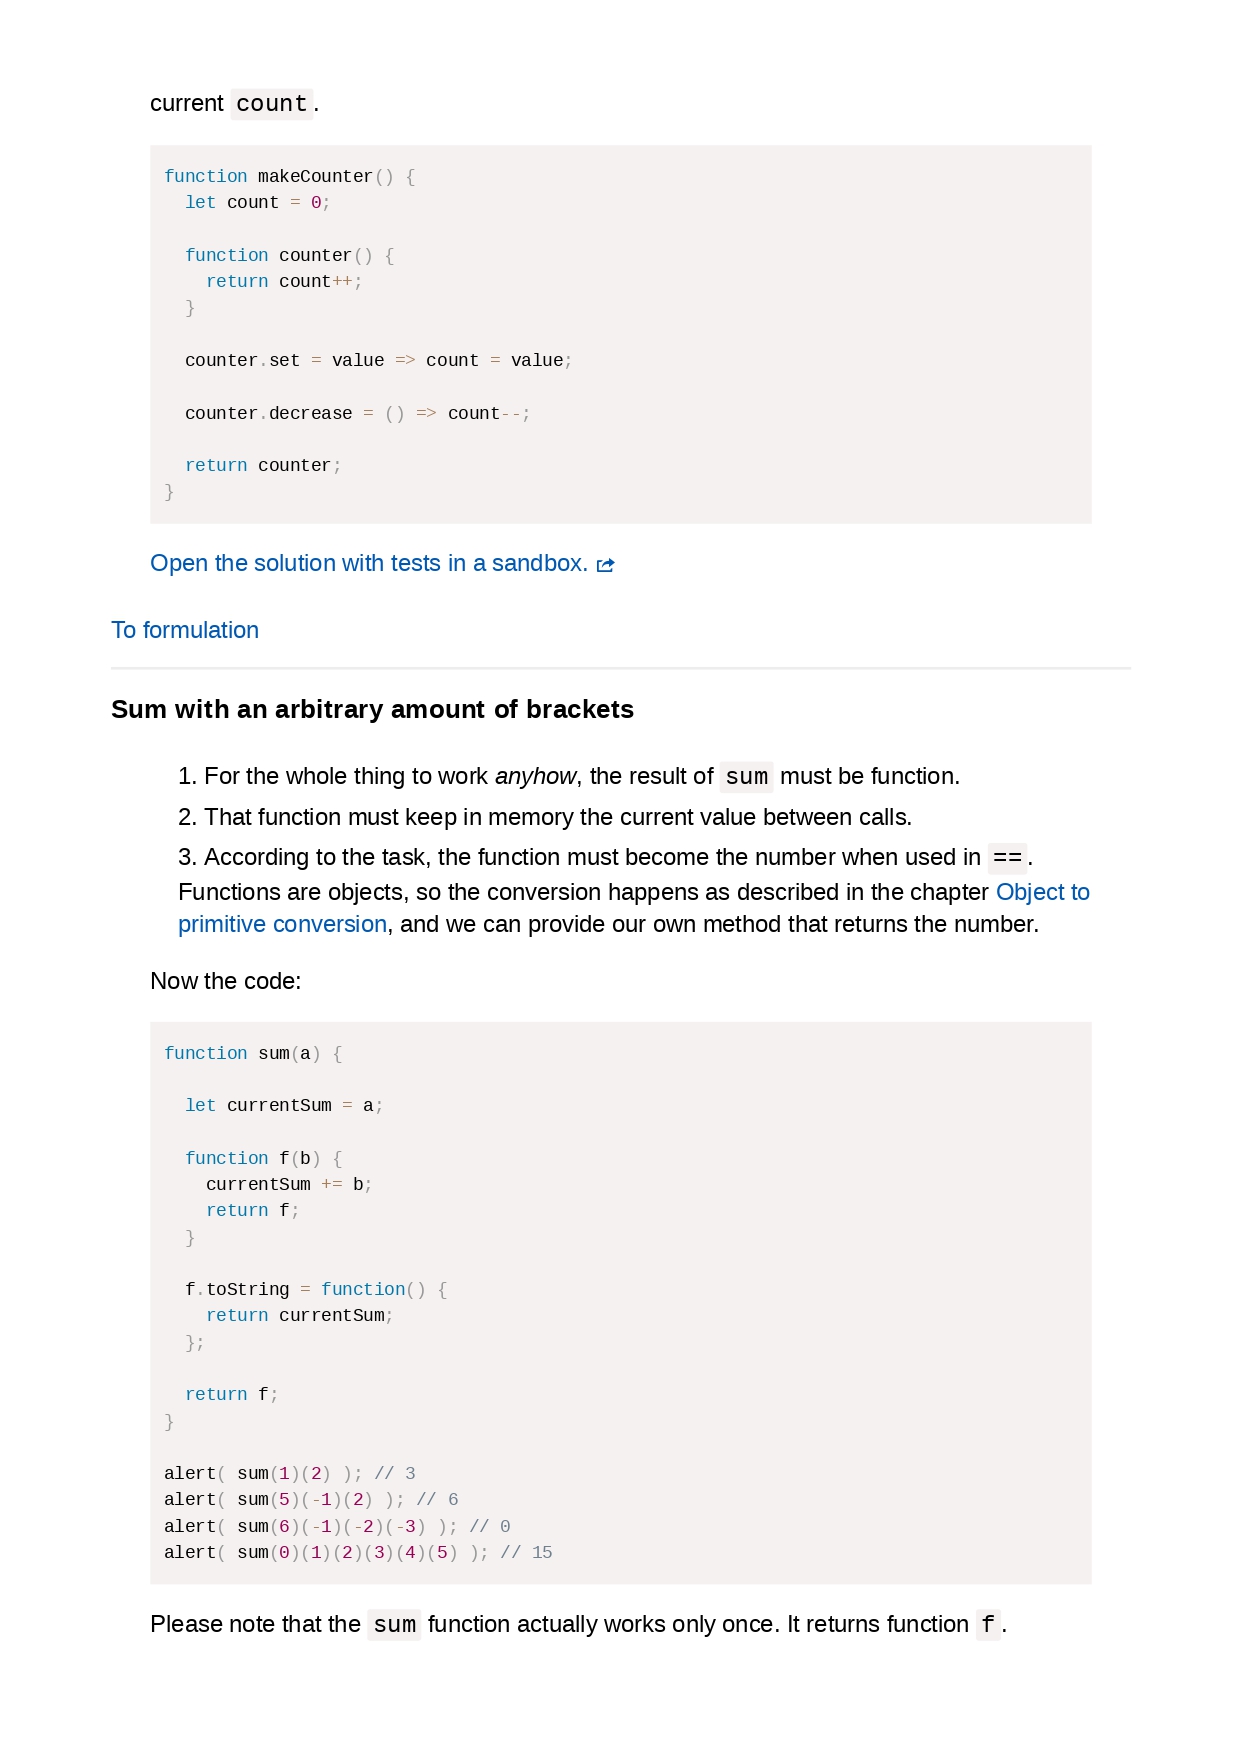 current count.
function makeCounter() {
  let count = 0;

  function counter() {
    return count++;
  }

  counter.set = value => count = value;

  counter.decrease = () => count--;

  return counter;
}
Open the solution with tests in a sandbox.
To formulation
Sum with an arbitrary amount of brackets
1. For the whole thing to work anyhow, the result of sum must be function.
2. That function must keep in memory the current value between calls.
3. According to the task, the function must become the number when used in ==.
Functions are objects, so the conversion happens as described in the chapter Object to
primitive conversion, and we can provide our own method that returns the number.
Now the code:
function sum(a) {

  let currentSum = a;

  function f(b) {
    currentSum += b;
    return f;
  }

  f.toString = function() {
    return currentSum;
  };

  return f;
}

alert( sum(1)(2) ); // 3
alert( sum(5)(-1)(2) ); // 6
alert( sum(6)(-1)(-2)(-3) ); // 0
alert( sum(0)(1)(2)(3)(4)(5) ); // 15
Please note that the sum function actually works only once. It returns function f.